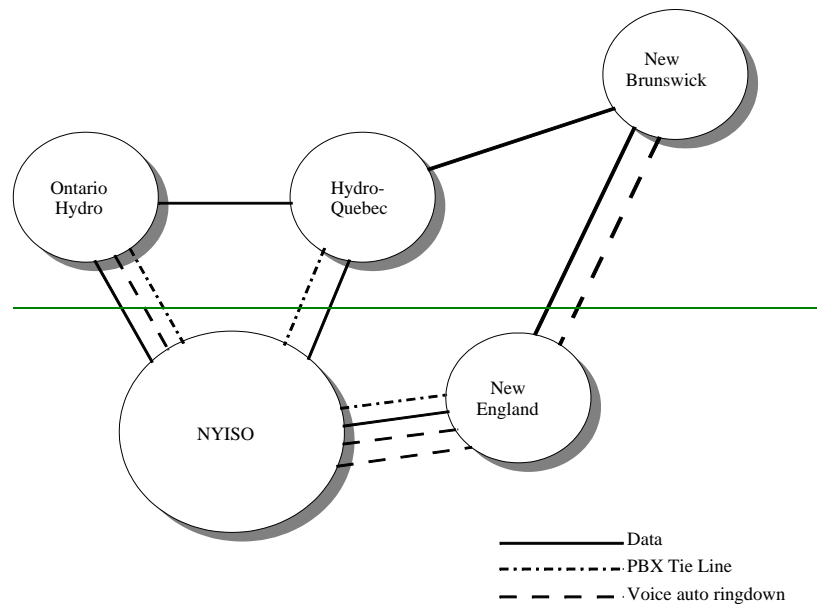 New
Brunswick
Ontario
Hydro
Hydro-
Quebec
New
England
NYISO
Data
PBX Tie Line
Voice auto ringdown